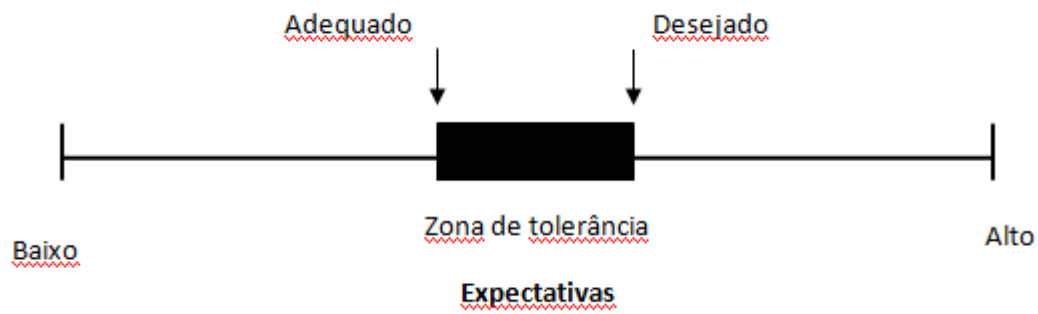 Adequado
Desejado
Zona de tolerância
Baixo
Alto
Expectativas